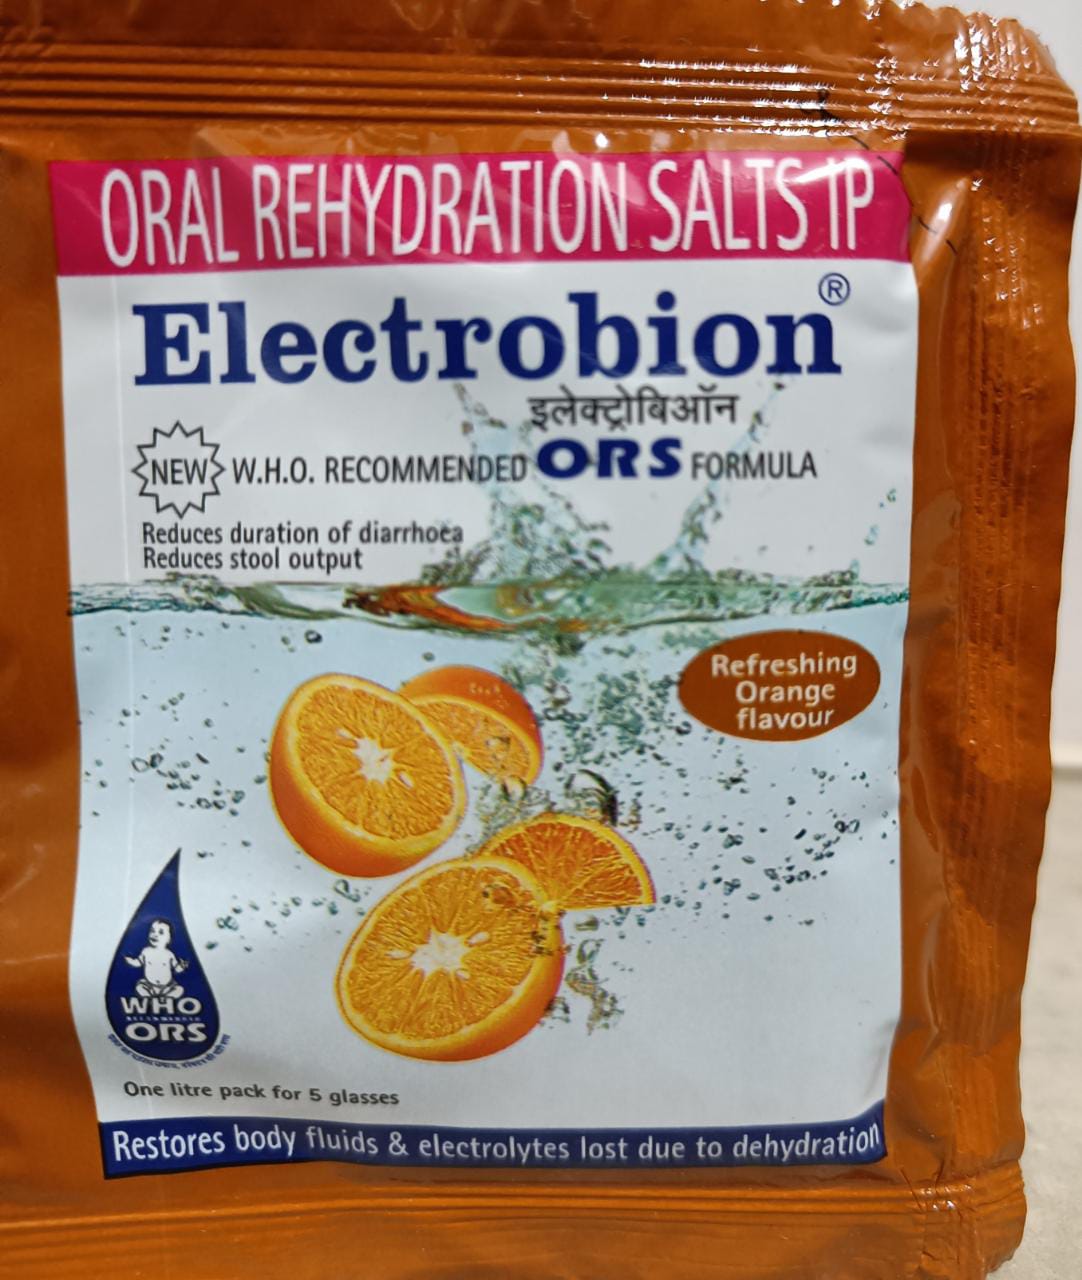 ORAL REHYDRATION SALTS IP
Electrobion®
इलेक्ट्रोबिऑन
NEW W.H.O. RECOMMENDED ORS FORMULA
Reduces duration of diarrhoea
Reduces stool output
Refreshing
Orange
flavour
WHO
RECOMMENDED
ORS
One litre pack for 5 glasses
Restores body fluids & electrolytes lost due to dehydration